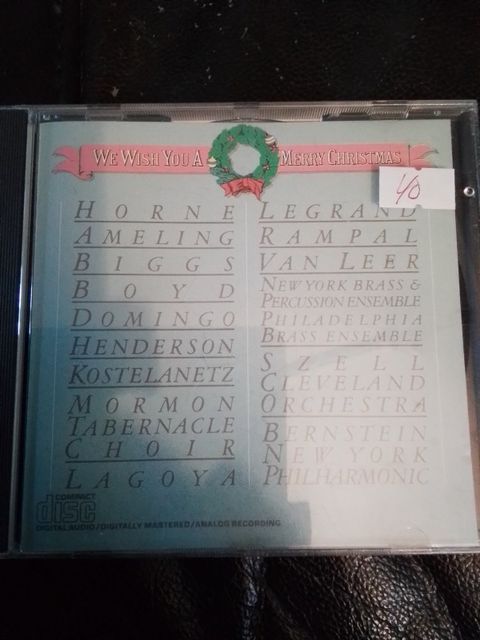 WE WISH YOU A MERRY CHRISTMAS
40
HORNE
AMELING
BIGGS
BOYD
DOMINGO
HENDERSON
KOSTELANETZ
MORMON
TABERNACLE
CHOIR
LAGOYA
LEGRAND
RAMPAL
VAN LEER
NEW YORK BRASS &
PERCUSSION ENSEMBLE
PHILADELPHIA
BRASS ENSEMBLE
SZELL
CLEVELAND
ORCHESTRA
BERNSTEIN
NEW YORK
PHILHARMONIC
COMPACT
disc
DIGITAL AUDIO/DIGITALLY MASTERED/ANALOG RECORDING